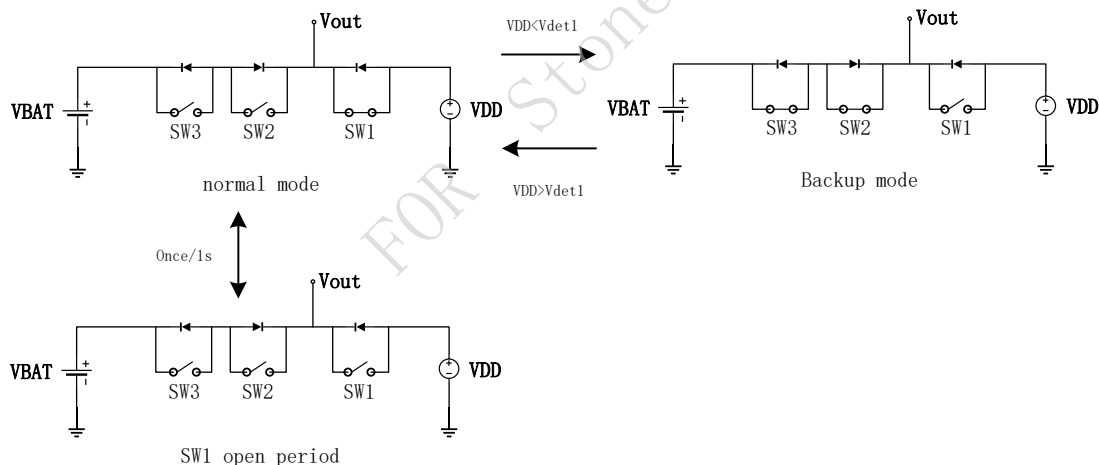 Vout
VBAT
+
-
SW3
SW2
SW1
+
-
VDD
normal mode
VDD<Vdet1
VDD>Vdet1
Vout
VBAT
+
-
SW3
SW2
SW1
+
-
VDD
Backup mode
Once/1s
Vout
VBAT
+
-
SW3
SW2
SW1
+
-
VDD
SW1 open period
FOR Stone